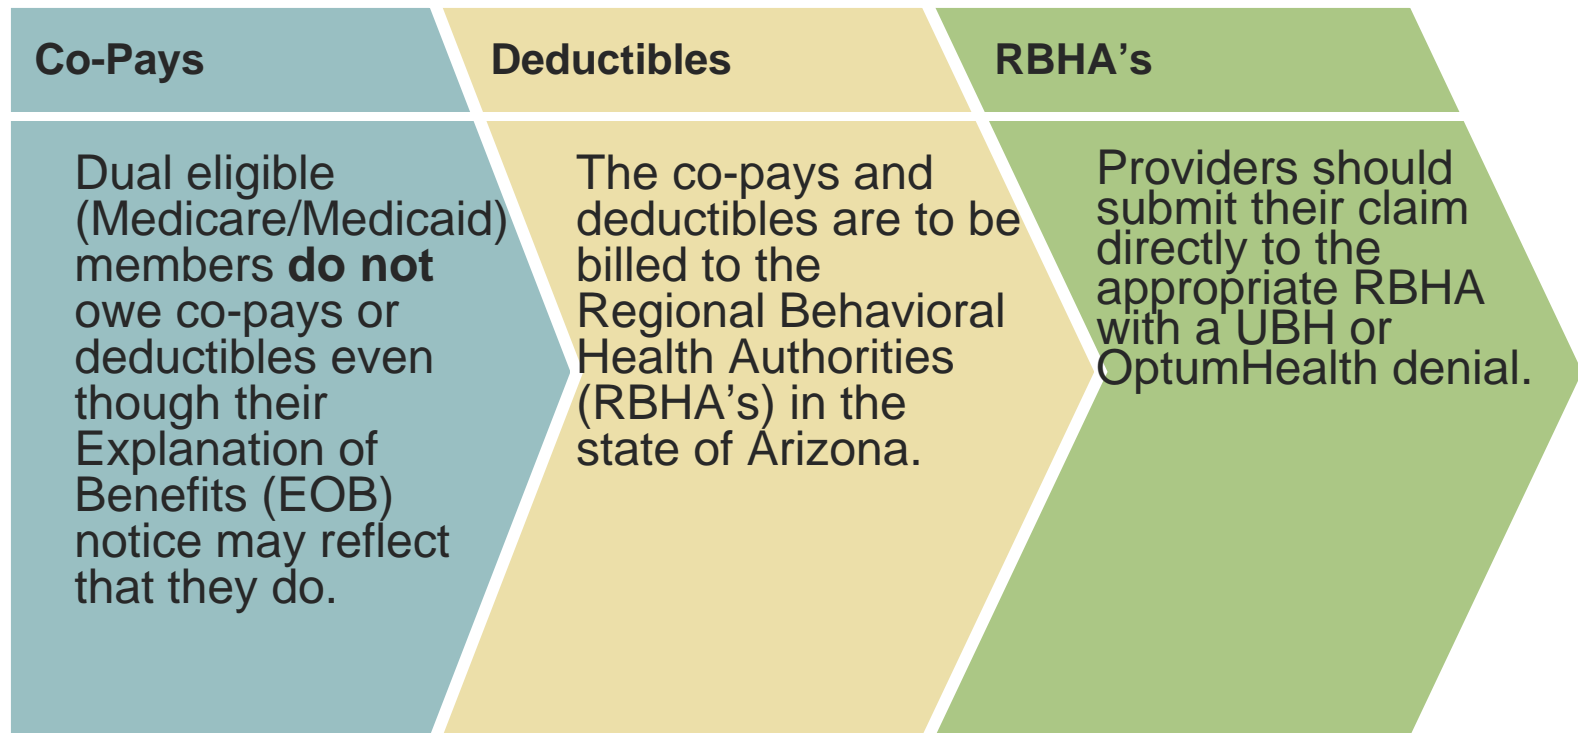 Co-Pays
Dual eligible
(Medicare/Medicaid)
members do not
owe co-pays or
deductibles even
though their
Explanation of
Benefits (EOB)
notice may reflect
that they do.
Deductibles
The co-pays and
deductibles are to be
billed to the
Regional Behavioral
Health Authorities
(RBHA's) in the
state of Arizona.
RBHA's
Providers should
submit their claim
directly to the
appropriate RBHA
with a UBH or
OptumHealth denial.